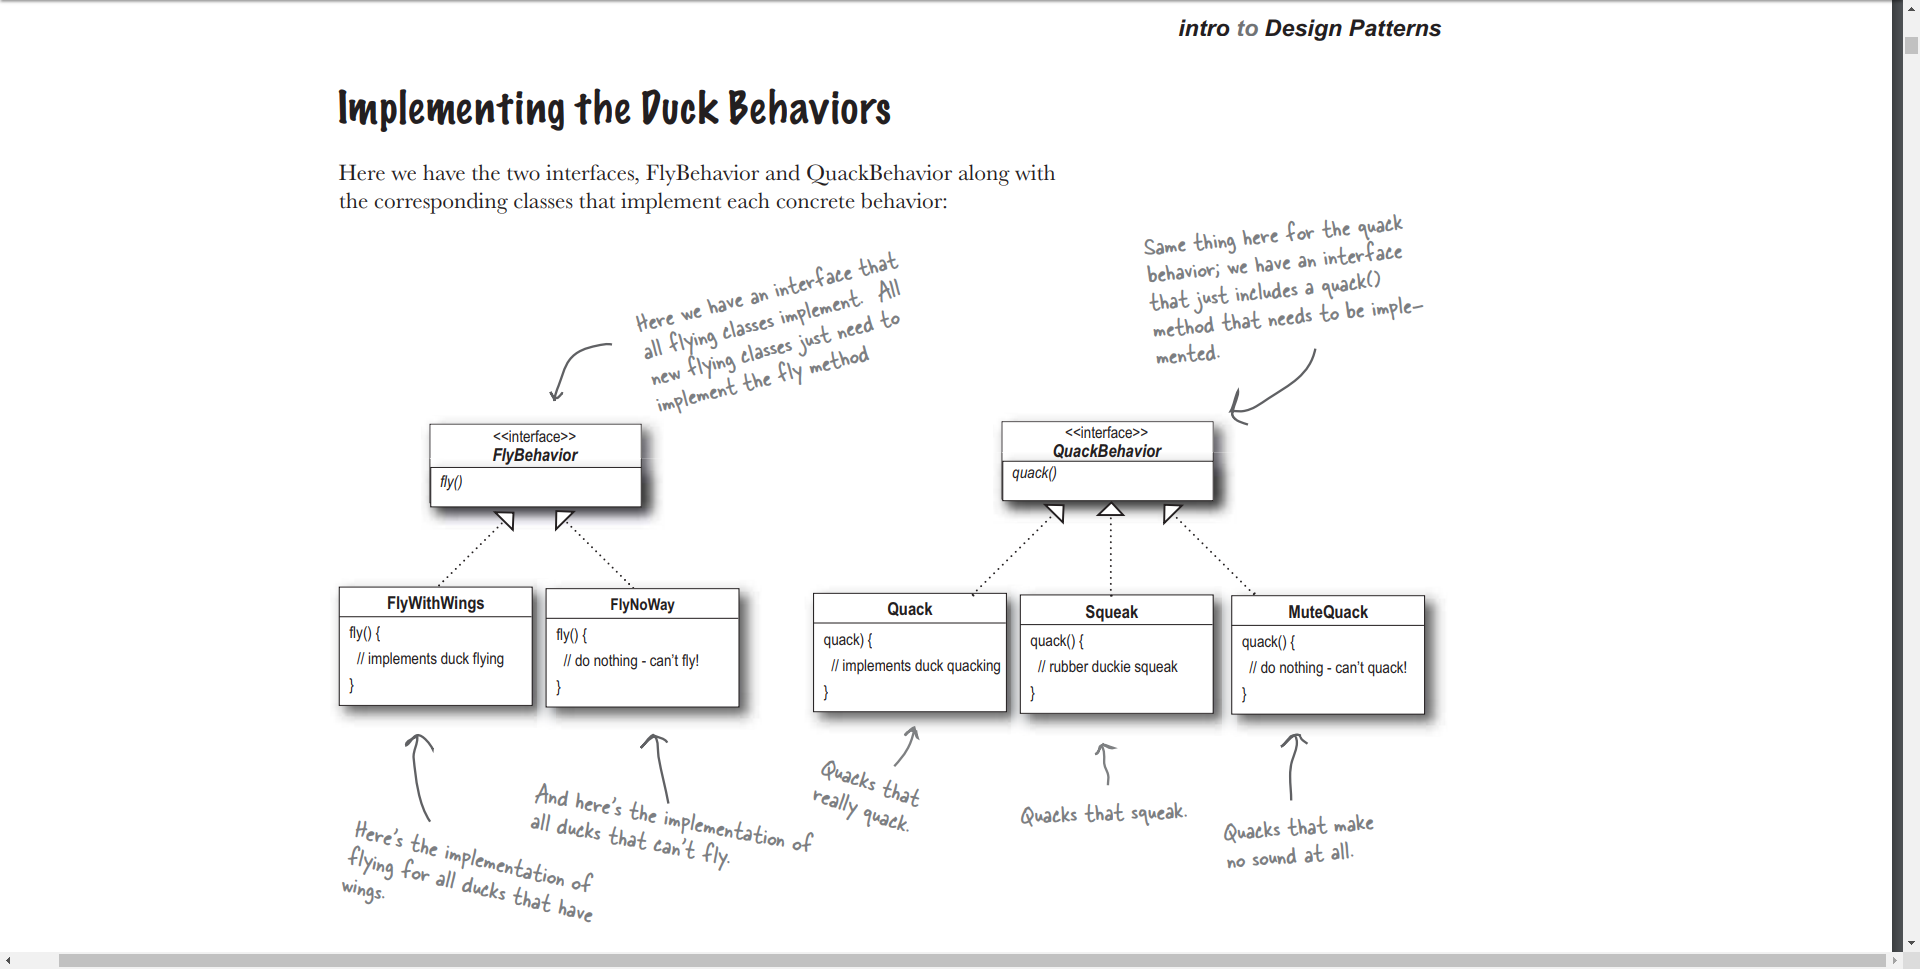 intro to Design Patterns
Implementing the Duck Behaviors
Here we have the two interfaces, FlyBehavior and QuackBehavior along with
the corresponding classes that implement each concrete behavior:
Here we have an interface that
all flying classes implement. All
new flying classes just need to
implement the fly method
Same thing here for the quack
behavior; we have an interface
that just includes a quack()
method that needs to be imple-
mented.
<<interface>>
FlyBehavior
fly()
<<interface>>
QuackBehavior
quack()
FlyWithWings
fly() {
// implements duck flying
}
FlyNoWay
fly() {
// do nothing - can't fly!
}
Quack
quack) {
// implements duck quacking
}
Squeak
quack() {
// rubber duckie squeak
}
MuteQuack
quack() {
// do nothing - can't quack!
}
Here's the implementation of
flying for all ducks that have
wings.
And here's the implementation of
all ducks that can't fly.
Quacks that
really quack.
Quacks that squeak.
Quacks that make
no sound at all.